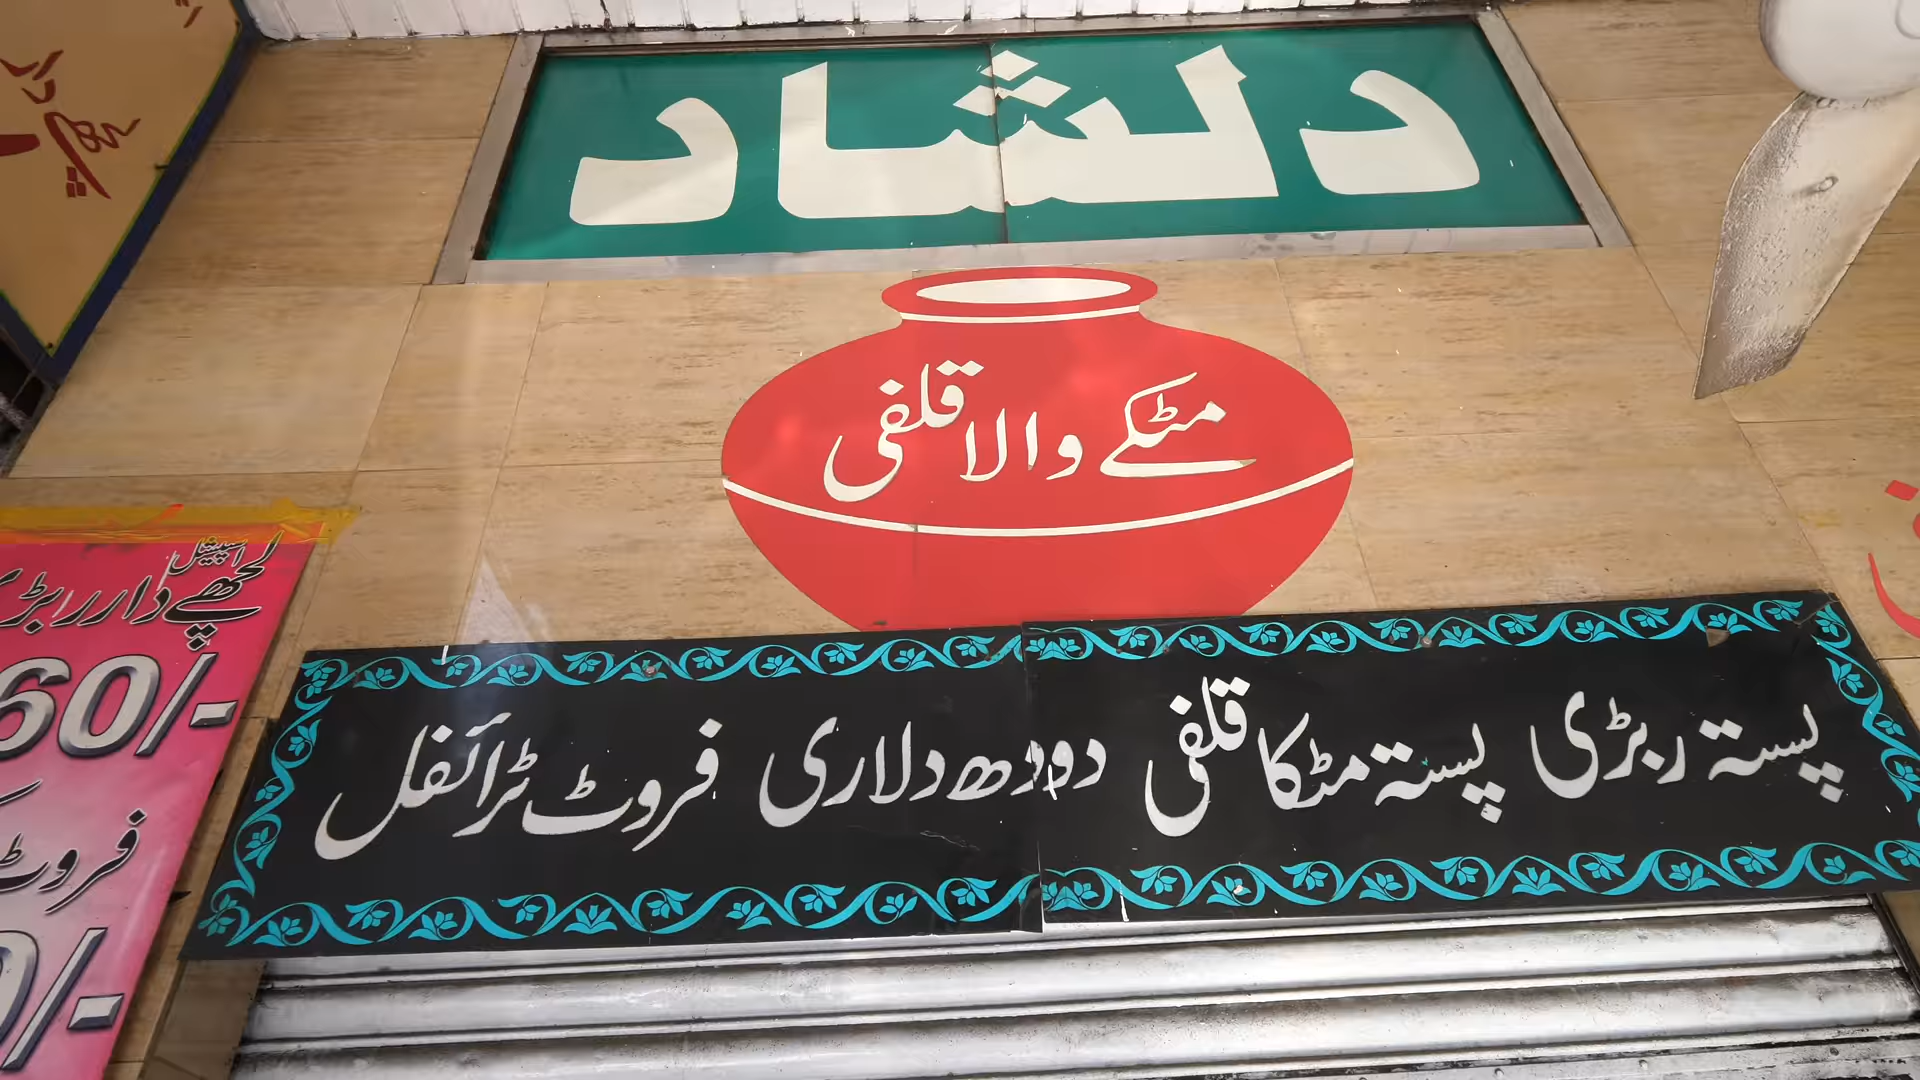 دلشاد
مٹکے والا قلفی
پستہ ربڑی پستہ مٹکا قلفی دودھ دلاری فروٹ ٹرائفل
اسپیشل
لچھے دار ربڑی
60/-
فروٹ
0/-